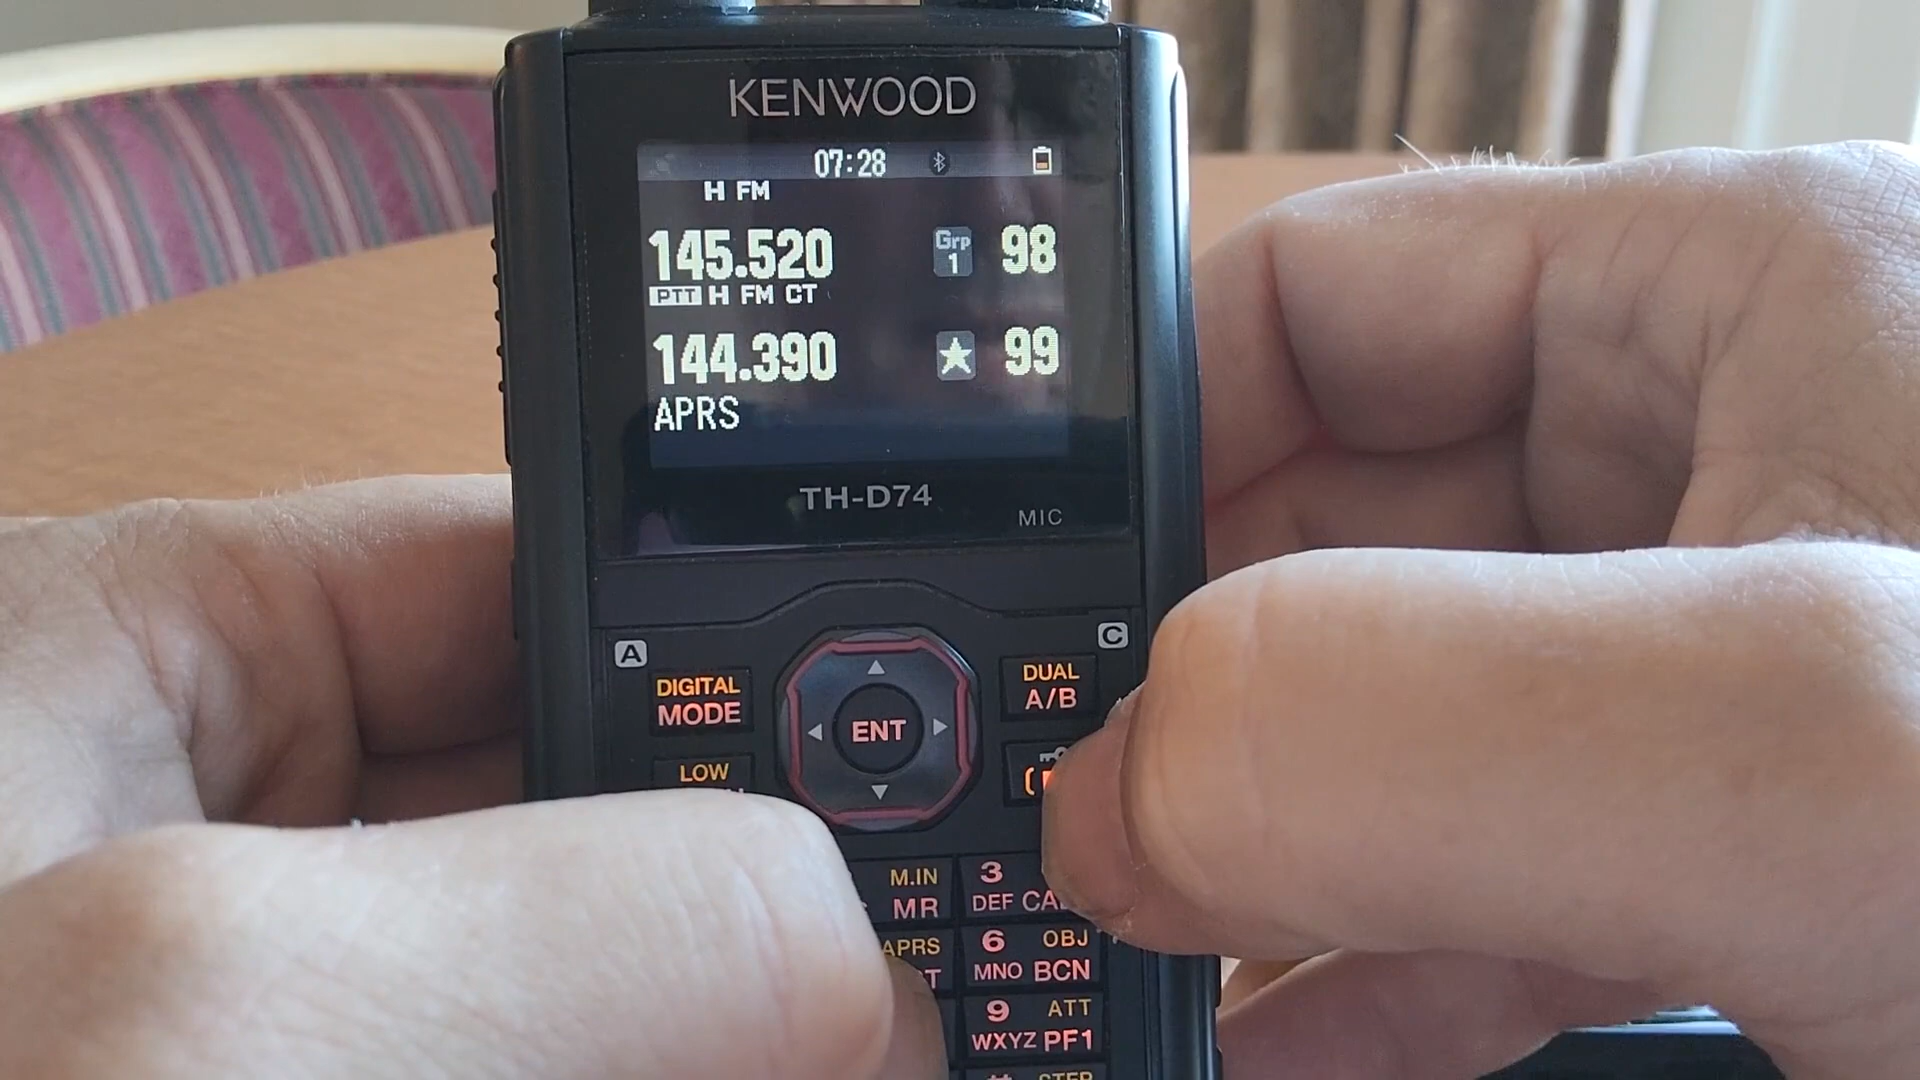 KENWOOD
07:28
H FM
145.520 Grp 1 98
PTT H FM CT
144.390 99
APRS
TH-D74
MIC
A
C
DIGITAL
MODE
ENT
DUAL
A/B
LOW
M.IN
MR
3
DEF
APRS
6 OBJ
MNO BCN
9 ATT
WXYZ PF1